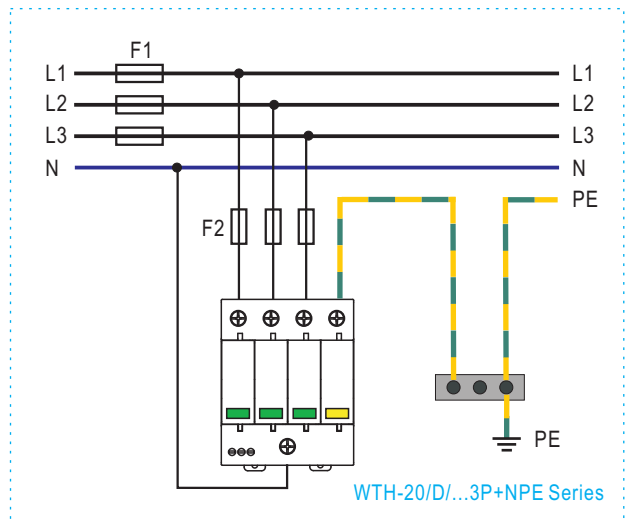 F1
L1 L1
L2 L2
L3 L3
N N
PE
F2
PE
WTH-20/D/...3P+NPE Series